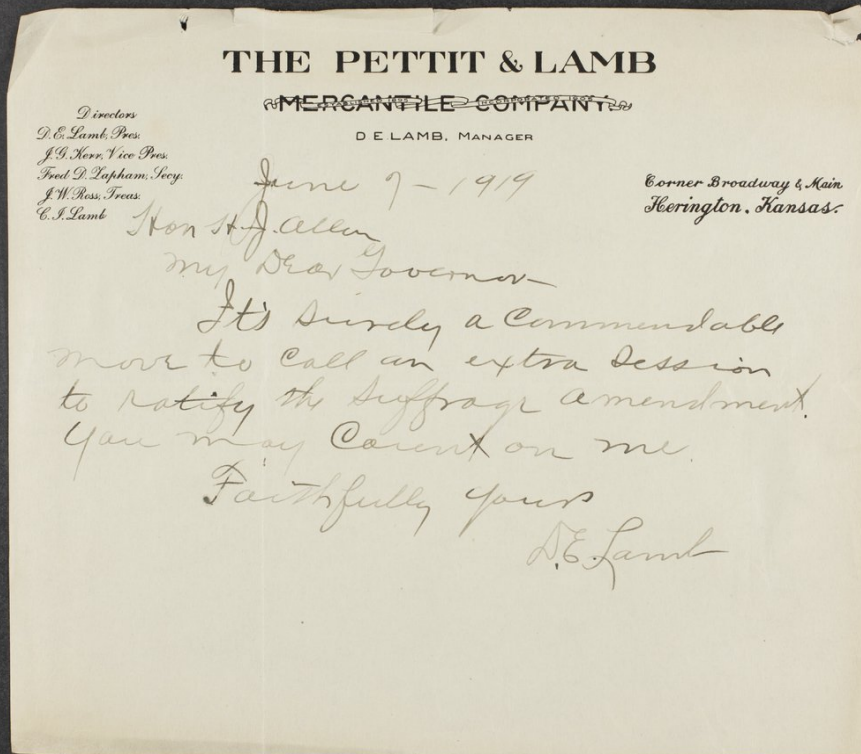 THE PETTIT & LAMB
MERCANTILE COMPANY.
D E LAMB, MANAGER
Directors
D. E. Lamb, Pres.
J. G. Kerr, Vice Pres.
Fred D. Lapham, Secy.
J. W. Ross, Treas.
C. I. Lamb
Corner Broadway & Main
Herington, Kansas.
June 7 - 1919
Hon H. J. Allen
My Dear Governor
It's surely a Commendable
move to Call an extra Session
to ratify the Suffrage Amendment.
You may Count on me.
Faithfully yours
D. E. Lamb